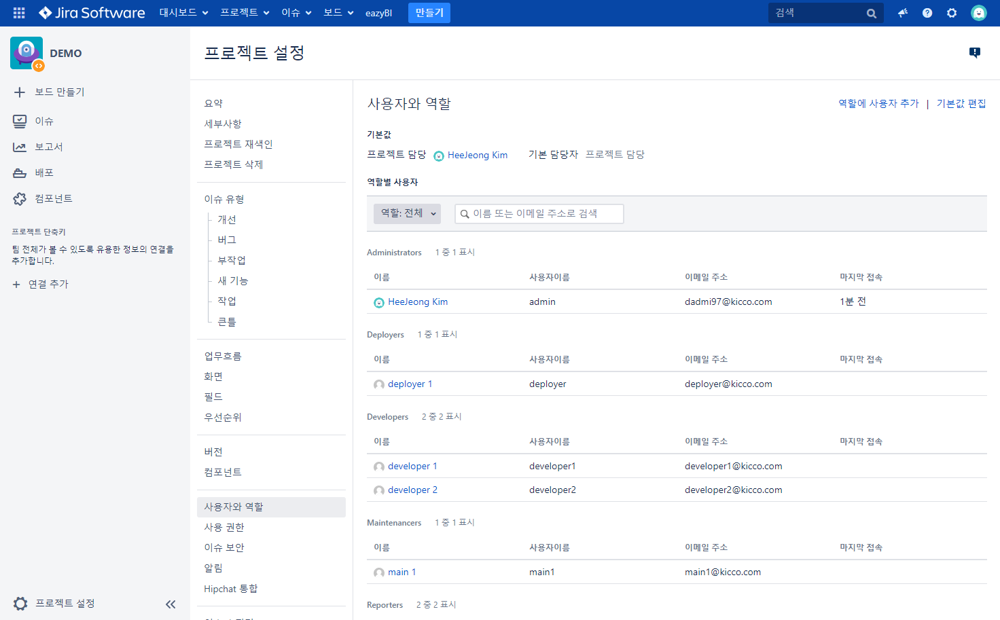 Jira Software 대시보드 프로젝트 이슈 보드 eazyBI 만들기 검색
DEMO
보드 만들기
이슈
보고서
배포
컴포넌트
프로젝트 단축키
팀 전체가 볼 수 있도록 유용한 정보의 연결을
추가합니다.
+ 연결 추가
프로젝트 설정
프로젝트 설정
요약
세부사항
프로젝트 재색인
프로젝트 삭제
이슈 유형
개선
버그
부작업
새 기능
작업
큰틀
업무흐름
화면
필드
우선순위
버전
컴포넌트
사용자와 역할
사용 권한
이슈 보안
알림
Hipchat 통합
사용자와 역할 역할에 사용자 추가 | 기본값 편집
기본값
프로젝트 담당 HeeJeong Kim 기본 담당자 프로젝트 담당
역할별 사용자
역할: 전체 이름 또는 이메일 주소로 검색
Administrators 1 중 1 표시
이름 사용자이름 이메일 주소 마지막 접속
HeeJeong Kim admin dadmi97@kicco.com 1분 전
Deployers 1 중 1 표시
이름 사용자이름 이메일 주소 마지막 접속
deployer 1 deployer deployer@kicco.com
Developers 2 중 2 표시
이름 사용자이름 이메일 주소 마지막 접속
developer 1 developer1 developer1@kicco.com
developer 2 developer2 developer2@kicco.com
Maintenancers 1 중 1 표시
이름 사용자이름 이메일 주소 마지막 접속
main 1 main1 main1@kicco.com
Reporters 2 중 2 표시